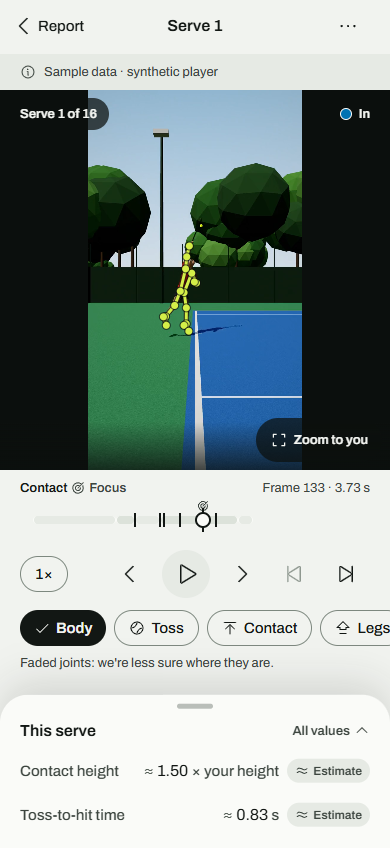 Report
Serve 1
Sample data · synthetic player
Serve 1 of 16
In
Zoom to you
Contact Focus
Frame 133 · 3.73 s
1×
Body Toss Contact Legs
Faded joints: we're less sure where they are.
This serve
All values
Contact height ≈ 1.50 × your height Estimate
Toss-to-hit time ≈ 0.83 s Estimate